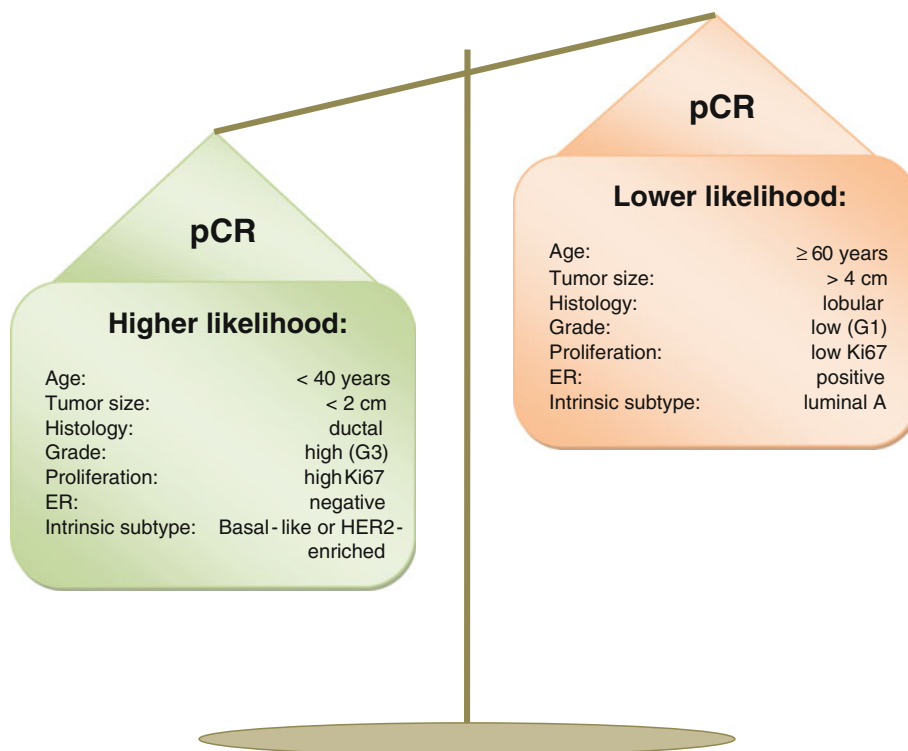 pCR
Higher likelihood:
Age: < 40 years
Tumor size: < 2 cm
Histology: ductal
Grade: high (G3)
Proliferation: high Ki67
ER: negative
Intrinsic subtype: Basal-like or HER2-
enriched
pCR
Lower likelihood:
Age: ≥ 60 years
Tumor size: > 4 cm
Histology: lobular
Grade: low (G1)
Proliferation: low Ki67
ER: positive
Intrinsic subtype: luminal A